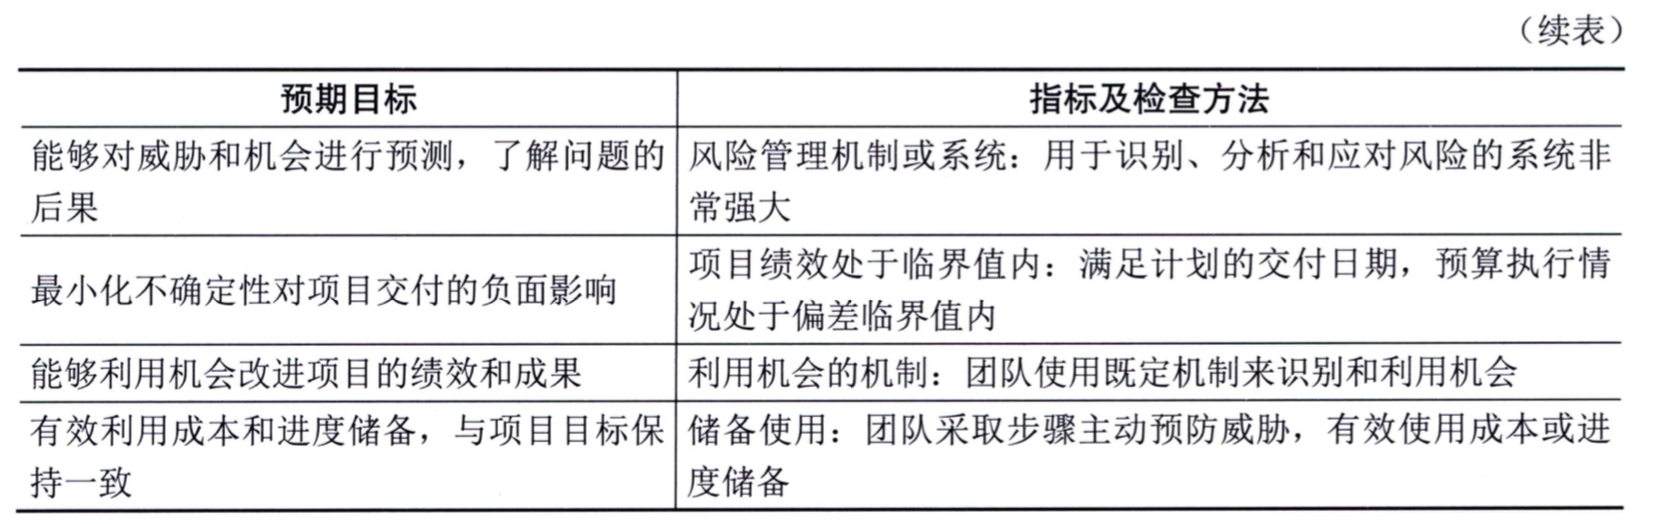 （续表）
预期目标
指标及检查方法
能够对威胁和机会进行预测，了解问题的
后果
风险管理机制或系统：用于识别、分析和应对风险的系统非
常强大
最小化不确定性对项目交付的负面影响
项目绩效处于临界值内：满足计划的交付日期，预算执行情
况处于偏差临界值内
能够利用机会改进项目的绩效和成果
利用机会的机制：团队使用既定机制来识别和利用机会
有效利用成本和进度储备，与项目目标保
持一致
储备使用：团队采取步骤主动预防威胁，有效使用成本或进
度储备